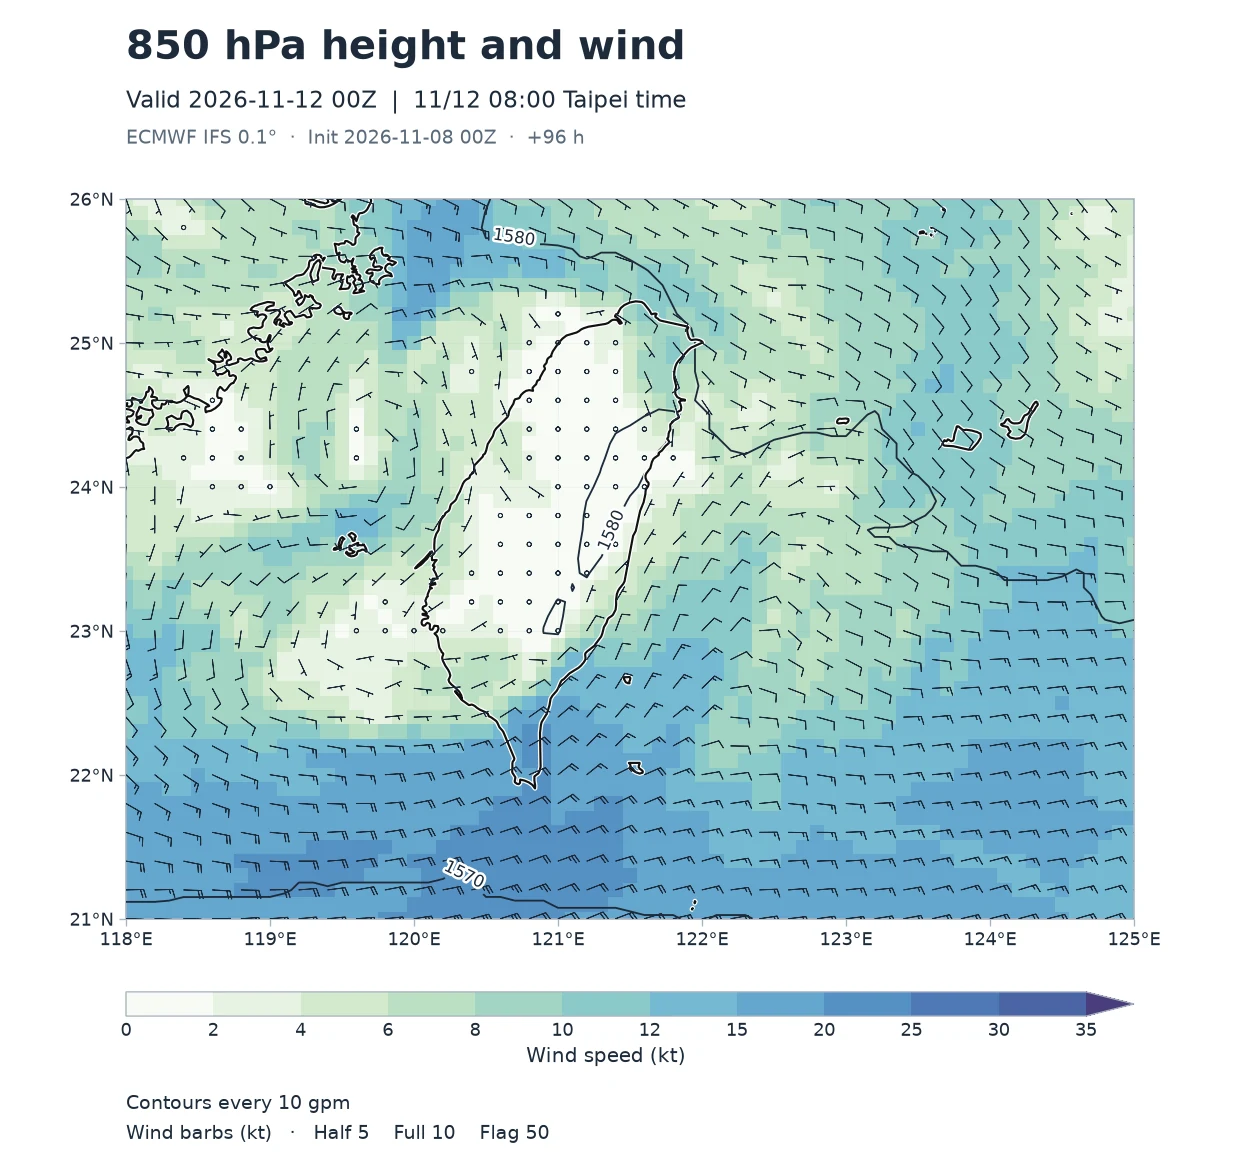 850 hPa height and wind
Valid 2026-11-12 00Z | 11/12 08:00 Taipei time
ECMWF IFS 0.1° · Init 2026-11-08 00Z · +96 h
26°N
1580
25°N
24°N
1580
23°N
22°N
1570
21°N
118°E 119°E 120°E 121°E 122°E 123°E 124°E 125°E
0 2 4 6 8 10 12 15 20 25 30 35
Wind speed (kt)
Contours every 10 gpm
Wind barbs (kt) · Half 5 Full 10 Flag 50